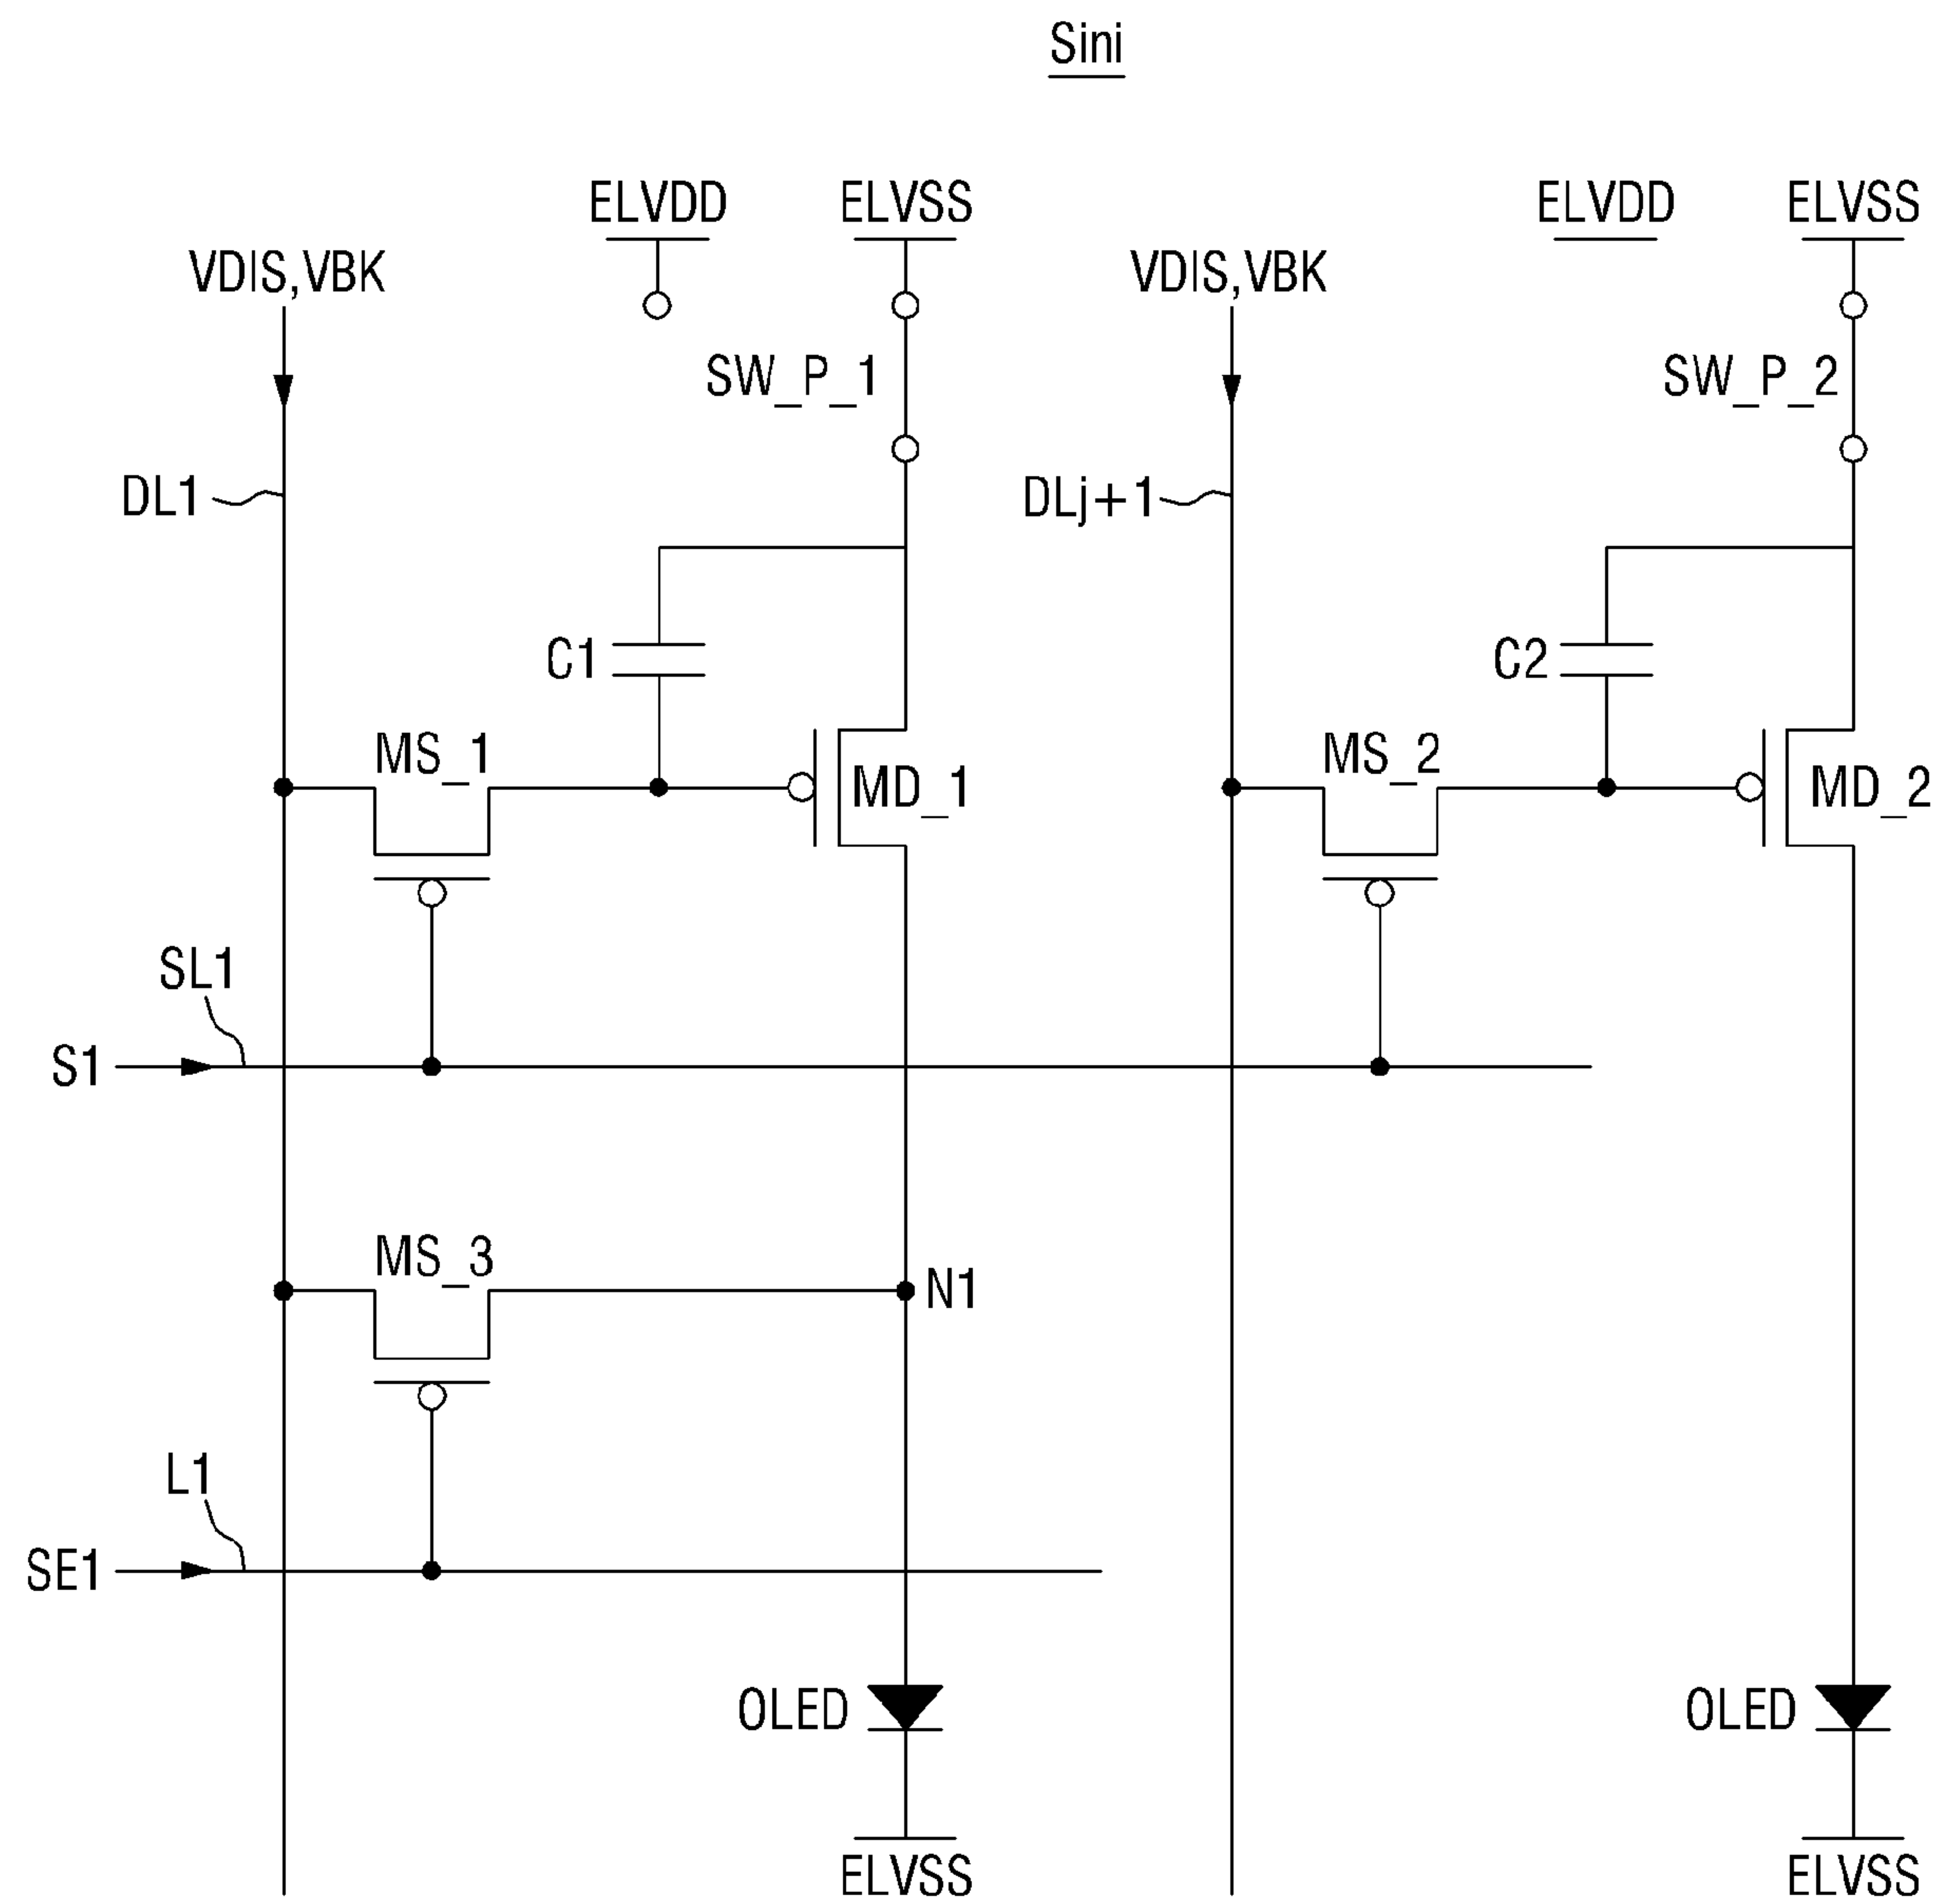 Sini
ELVDD ELVSS ELVDD ELVSS
VDIS,VBK VDIS,VBK
SW_P_1 SW_P_2
DL1 DLj+1
C1 C2
MS_1 MD_1 MS_2 MD_2
SL1
S1
MS_3 N1
L1
SE1
OLED OLED
ELVSS ELVSS